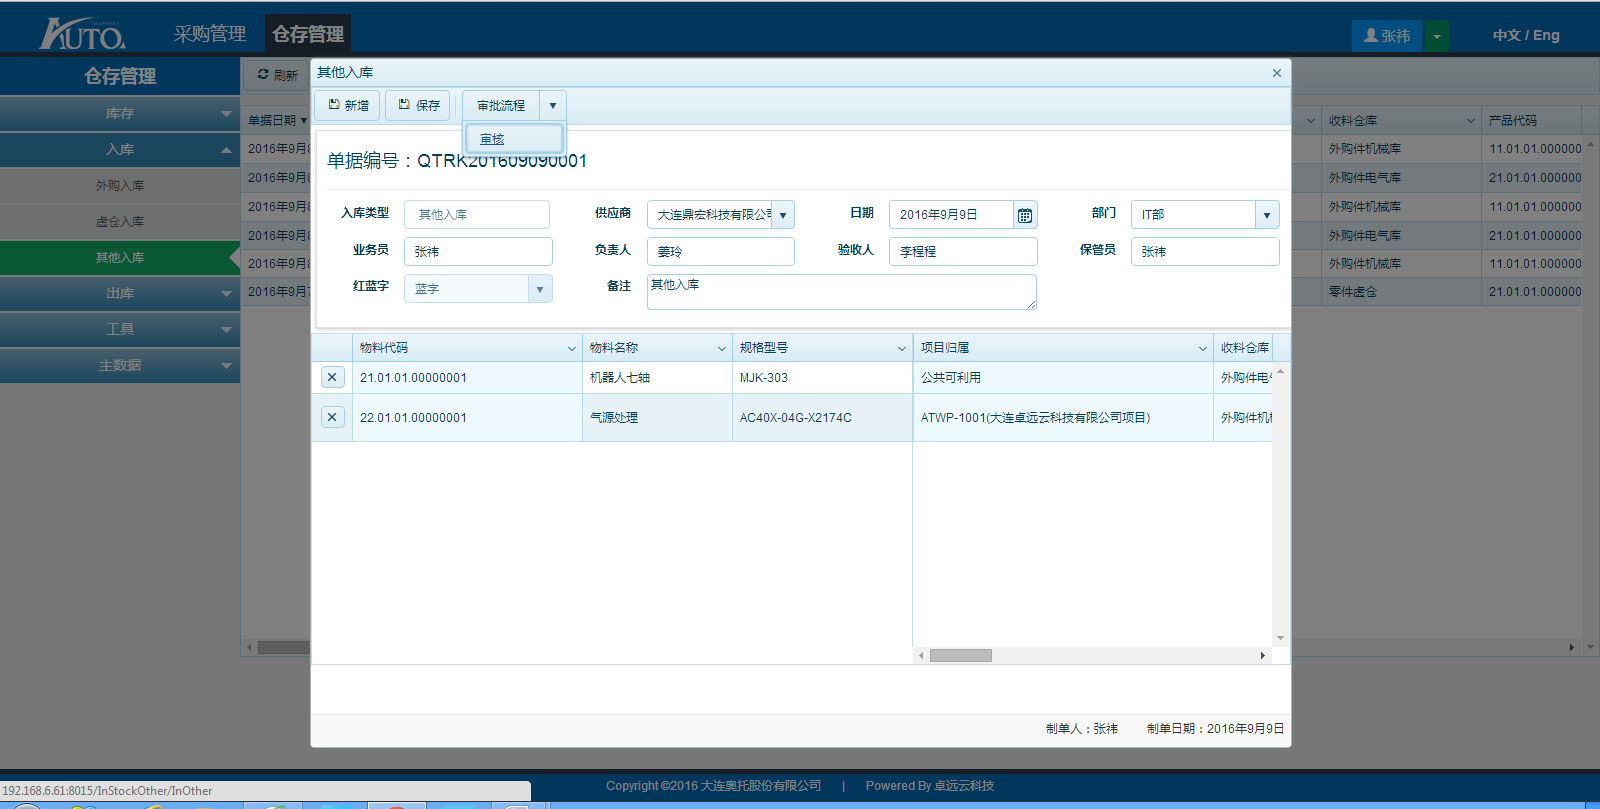 AUTO. 采购管理 仓存管理 张祎 中文 / Eng
仓存管理
库存
入库
外购入库
虚仓入库
其他入库
出库
工具
主数据
刷新
单据日期
2016年9月8
2016年9月8
2016年9月8
2016年9月8
2016年9月8
2016年9月7
其他入库
新增 保存 审批流程
审核
单据编号：QTRK201609090001
入库类型 其他入库 供应商 大连鼎宏科技有限公司 日期 2016年9月9日 部门 IT部
业务员 张祎 负责人 姜玲 验收人 李程程 保管员 张祎
红蓝字 蓝字 备注 其他入库
物料代码 物料名称 规格型号 项目归属 收料仓库
21.01.01.00000001 机器人七轴 MJK-303 公共可利用 外购件电气
22.01.01.00000001 气源处理 AC40X-04G-X2174C ATWP-1001(大连卓远云科技有限公司项目) 外购件机械
制单人：张祎 制单日期：2016年9月9日
收料仓库 产品代码
外购件机械库 11.01.01.000000
外购件电气库 21.01.01.000000
外购件机械库 11.01.01.000000
外购件电气库 21.01.01.000000
外购件机械库 11.01.01.000000
零件虚仓 21.01.01.000000
Copyright ©2016 大连奥托股份有限公司 | Powered By 卓远云科技
192.168.6.61:8015/InStockOther/InOther